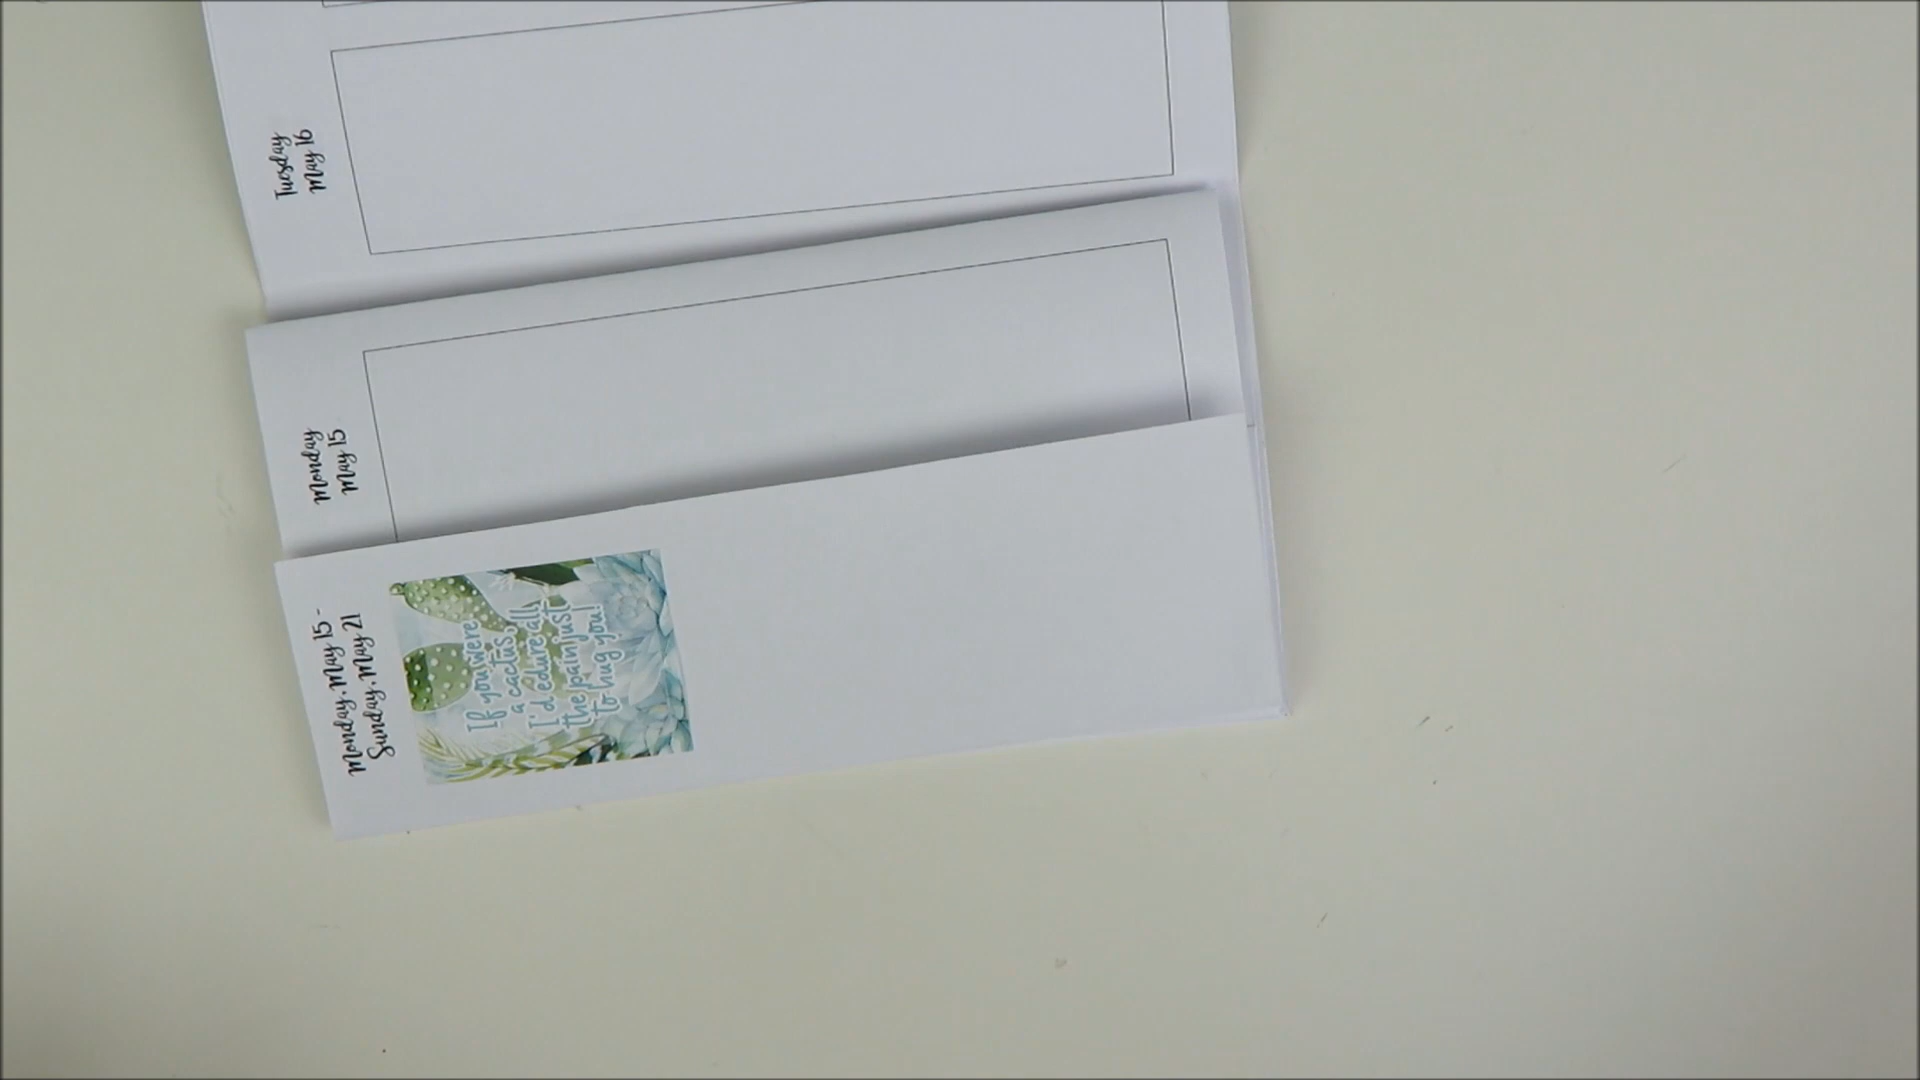 Monday, May 15 -
Sunday, May 21
If you were
a cactus,
I'd edure all
the pain just
to hug you!
Monday
May 15
Tuesday
May 16